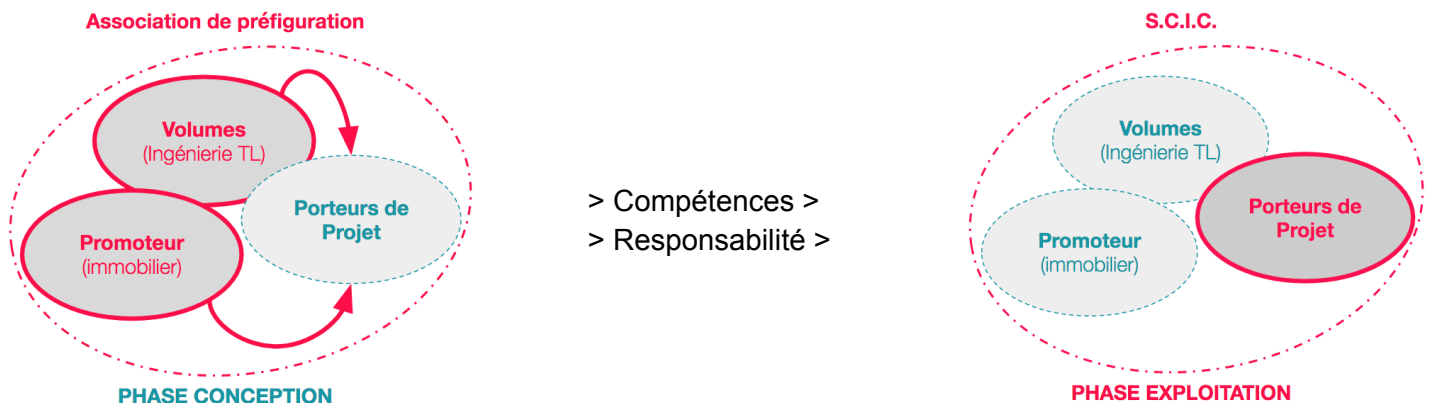 Association de préfiguration
Volumes
(Ingénierie TL)
Porteurs de
Projet
Promoteur
(immobilier)
PHASE CONCEPTION
> Compétences >
> Responsabilité >
S.C.I.C.
Volumes
(Ingénierie TL)
Porteurs de
Projet
Promoteur
(immobilier)
PHASE EXPLOITATION